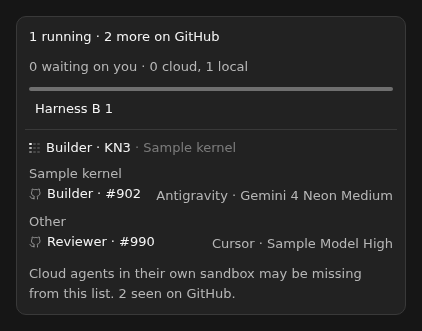 1 running · 2 more on GitHub
0 waiting on you · 0 cloud, 1 local
Harness B 1
Builder · KN3 · Sample kernel
Sample kernel
Builder · #902 Antigravity · Gemini 4 Neon Medium
Other
Reviewer · #990 Cursor · Sample Model High
Cloud agents in their own sandbox may be missing
from this list. 2 seen on GitHub.